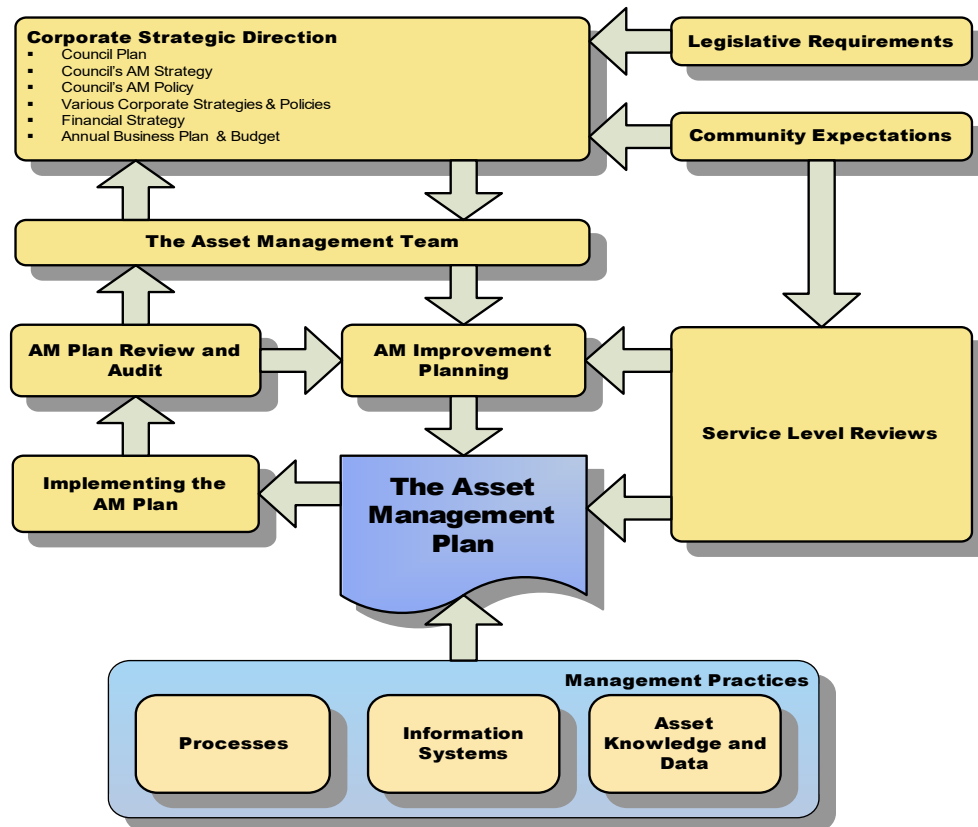 Corporate Strategic Direction
▪ Council Plan
▪ Council's AM Strategy
▪ Council's AM Policy
▪ Various Corporate Strategies & Policies
▪ Financial Strategy
▪ Annual Business Plan & Budget
Legislative Requirements
Community Expectations
The Asset Management Team
AM Plan Review and
Audit
AM Improvement
Planning
Service Level Reviews
Implementing the
AM Plan
The Asset
Management
Plan
Management Practices
Processes
Information
Systems
Asset
Knowledge and
Data